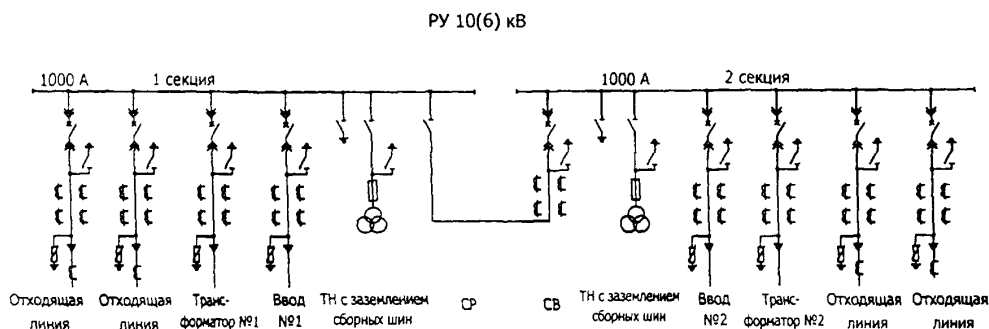 РУ 10(6) кВ
1000 А 1 секция 1000 А 2 секция
Отходящая линия
Отходящая линия
Транс-
форматор №1
Ввод
№1
ТН с заземлением
сборных шин
СР
СВ
ТН с заземлением
сборных шин
Ввод
№2
Транс-
форматор №2
Отходящая
линия
Отходящая
линия